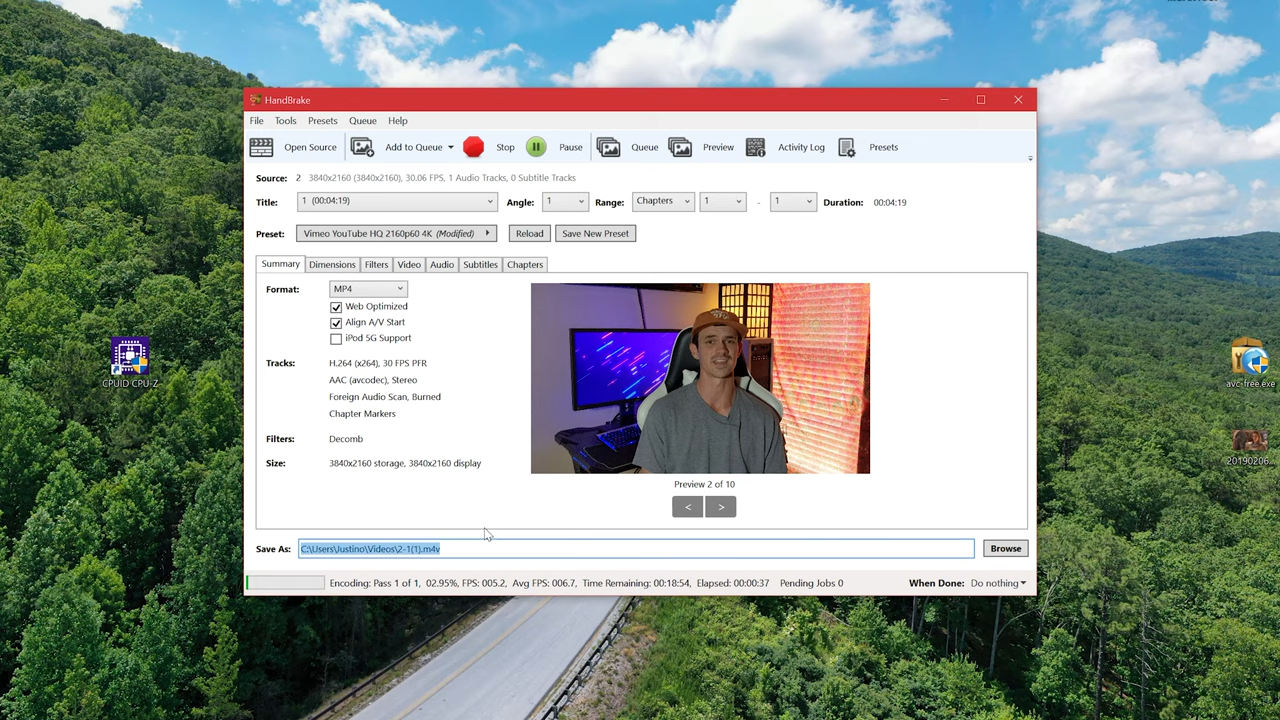 HandBrake
File Tools Presets Queue Help
Open Source Add to Queue Stop Pause Queue Preview Activity Log Presets
Source: 2 3840x2160 (3840x2160), 30.06 FPS, 1 Audio Tracks, 0 Subtitle Tracks
Title: 1 (00:04:19) Angle: 1 Range: Chapters 1 - 1 Duration: 00:04:19
Preset: Vimeo YouTube HQ 2160p60 4K (Modified) Reload Save New Preset
Summary Dimensions Filters Video Audio Subtitles Chapters
Format: MP4
Web Optimized
Align A/V Start
iPod 5G Support
Tracks: H.264 (x264), 30 FPS PFR
AAC (avcodec), Stereo
Foreign Audio Scan, Burned
Chapter Markers
Filters: Decomb
Size: 3840x2160 storage, 3840x2160 display
Preview 2 of 10
< >
Save As: C:\Users\Justino\Videos\2-1(1).m4v Browse
Encoding: Pass 1 of 1, 02.95%, FPS: 005.2, Avg FPS: 006.7, Time Remaining: 00:18:54, Elapsed: 00:00:37 Pending Jobs 0 When Done: Do nothing
CPUID CPU-Z
avc-free.exe
20190206...